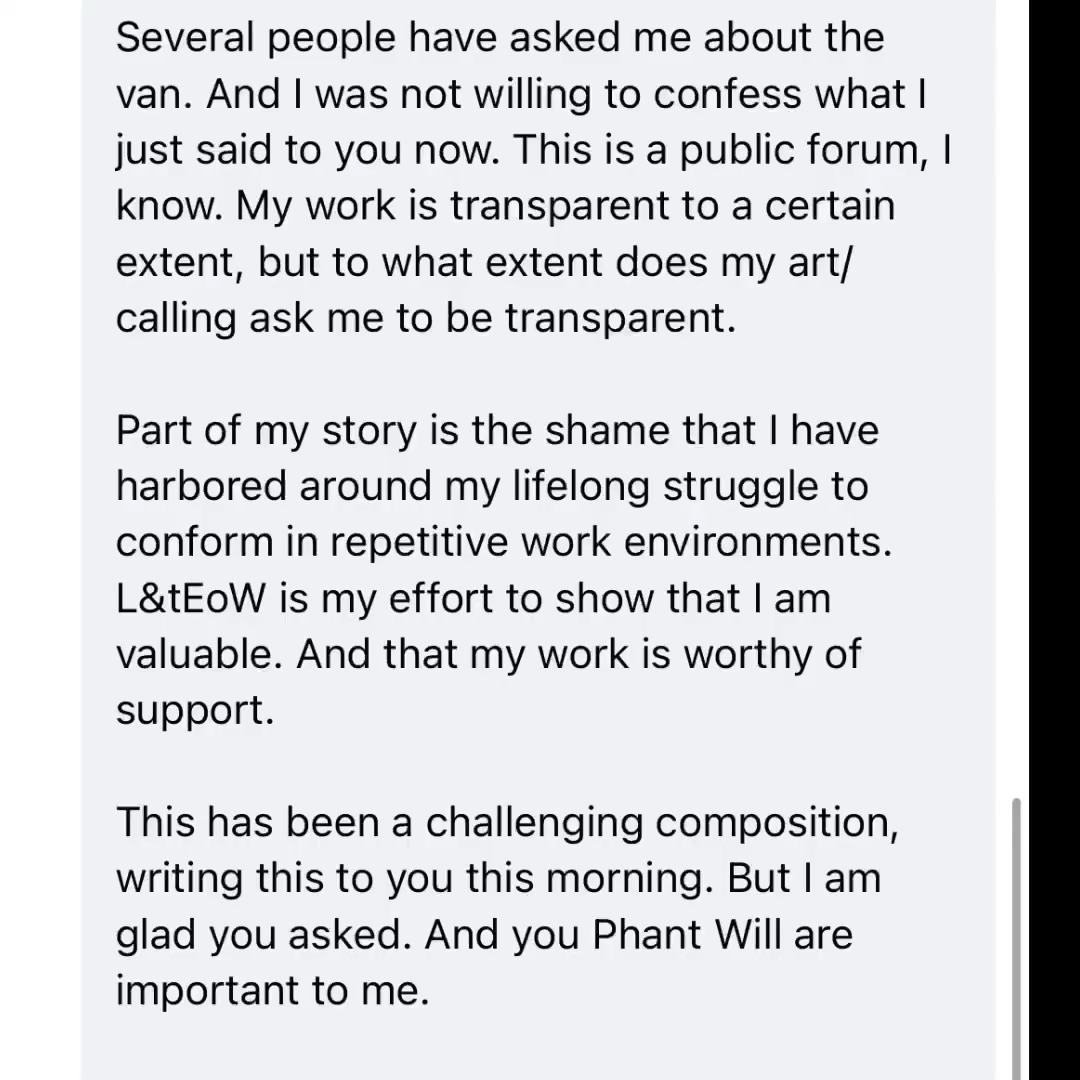 Several people have asked me about the
van. And I was not willing to confess what I
just said to you now. This is a public forum, I
know. My work is transparent to a certain
extent, but to what extent does my art/
calling ask me to be transparent.
Part of my story is the shame that I have
harbored around my lifelong struggle to
conform in repetitive work environments.
L&tEoW is my effort to show that I am
valuable. And that my work is worthy of
support.
This has been a challenging composition,
writing this to you this morning. But I am
glad you asked. And you Phant Will are
important to me.